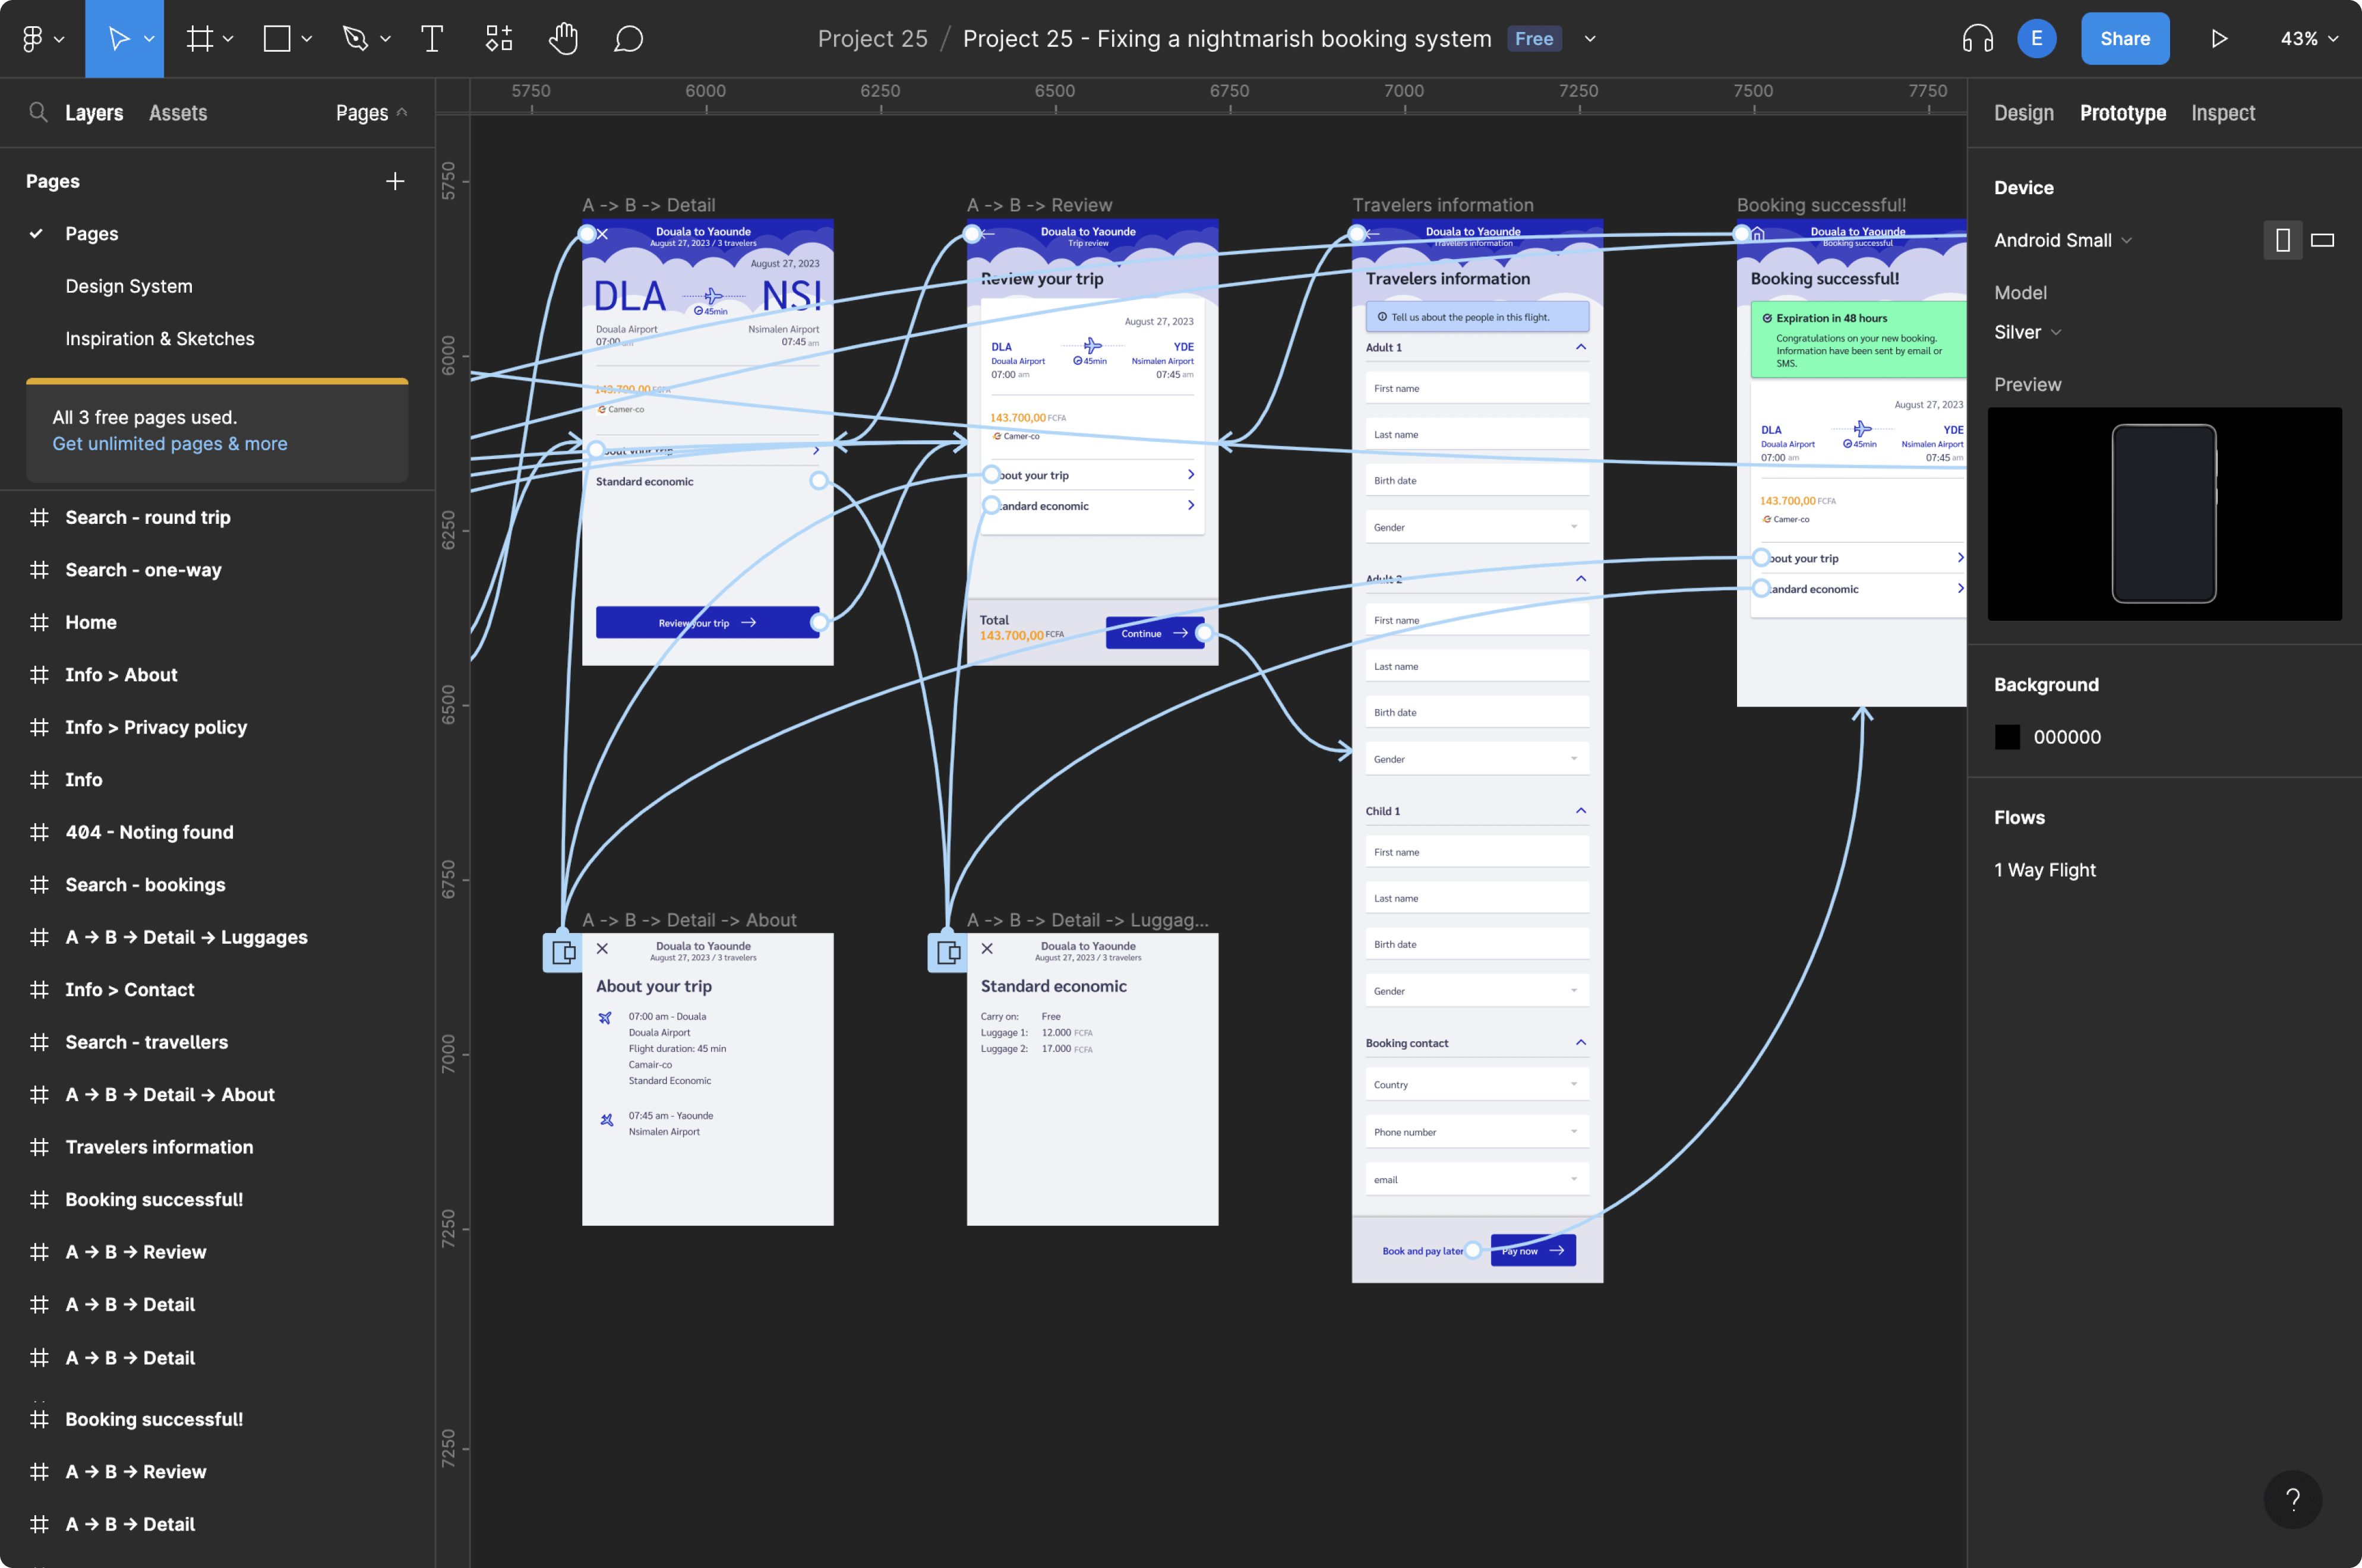 Project 25 / Project 25 - Fixing a nightmarish booking system Free
E
Share
43%
Layers Assets Pages
Pages
Pages
Design System
Inspiration & Sketches
All 3 free pages used.
Get unlimited pages & more
Search - round trip
Search - one-way
Home
Info > About
Info > Privacy policy
Info
404 - Noting found
Search - bookings
A → B → Detail → Luggages
Info > Contact
Search - travellers
A → B → Detail → About
Travelers information
Booking successful!
A → B → Review
A → B → Detail
A → B → Detail
Booking successful!
A → B → Review
A → B → Detail
5750 6000 6250 6500 6750 7000 7250 7500 7750
5750
6000
6250
6500
6750
7000
7250
7250
A -> B -> Detail
Douala to Yaounde
August 27, 2023 / 3 travelers
August 27, 2023
DLA NSI
45min
Douala Airport Nsimalen Airport
07:00 am 07:45 am
143.700,00 FCFA
Camer-co
bout your trip
Standard economic
Review your trip
A -> B -> Review
Douala to Yaounde
Trip review
Review your trip
August 27, 2023
DLA YDE
Douala Airport 45min Nsimalen Airport
07:00 am 07:45 am
143.700,00 FCFA
Camer-co
bout your trip
tandard economic
Total
143.700,00 FCFA
Continue
Travelers information
Douala to Yaounde
Travelers information
Travelers information
Tell us about the people in this flight.
Adult 1
First name
Last name
Birth date
Gender
Adult 2
First name
Last name
Birth date
Gender
Child 1
First name
Last name
Birth date
Gender
Booking contact
Country
Phone number
email
Book and pay later Pay now
Booking successful!
Douala to Yaounde
Booking successful
Booking successful!
Expiration in 48 hours
Congratulations on your new booking.
Information have been sent by email or
SMS.
August 27, 2023
DLA YDE
Douala Airport 45min Nsimalen Airport
07:00 am 07:45 am
143.700,00 FCFA
Camer-co
bout your trip
tandard economic
A -> B -> Detail -> About
Douala to Yaounde
August 27, 2023 / 3 travelers
About your trip
07:00 am - Douala
Douala Airport
Flight duration: 45 min
Camair-co
Standard Economic
07:45 am - Yaounde
Nsimalen Airport
A -> B -> Detail -> Luggag...
Douala to Yaounde
August 27, 2023 / 3 travelers
Standard economic
Carry on: Free
Luggage 1: 12.000 FCFA
Luggage 2: 17.000 FCFA
Design Prototype Inspect
Device
Android Small
Model
Silver
Preview
Background
000000
Flows
1 Way Flight
?